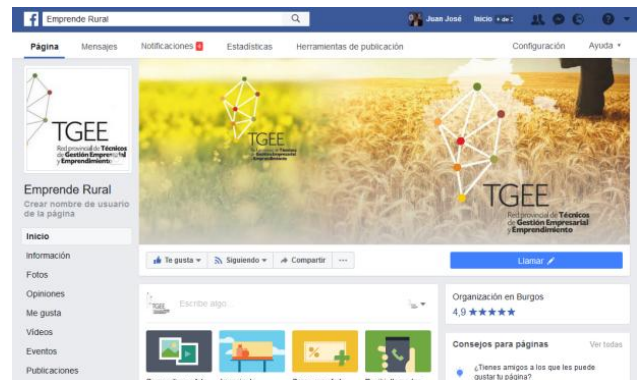 Emprende Rural
Juan José Inicio
Página Mensajes Notificaciones Estadísticas Herramientas de publicación Configuración Ayuda
TGEE
Red provincial de Técnicos
de Gestión Empresarial
y Emprendimiento
TGEE
TGEE
Red provincial de Técnicos
de Gestión Empresarial
y Emprendimiento
Emprende Rural
Crear nombre de usuario
de la página
Inicio
Información
Fotos
Opiniones
Me gusta
Vídeos
Eventos
Publicaciones
Te gusta Siguiendo Compartir
Llamar
Escribe algo...
Organización en Burgos
4,9 ★★★★★
Consejos para páginas Ver todas
¿Tienes amigos a los que les puede
gustar tu página?